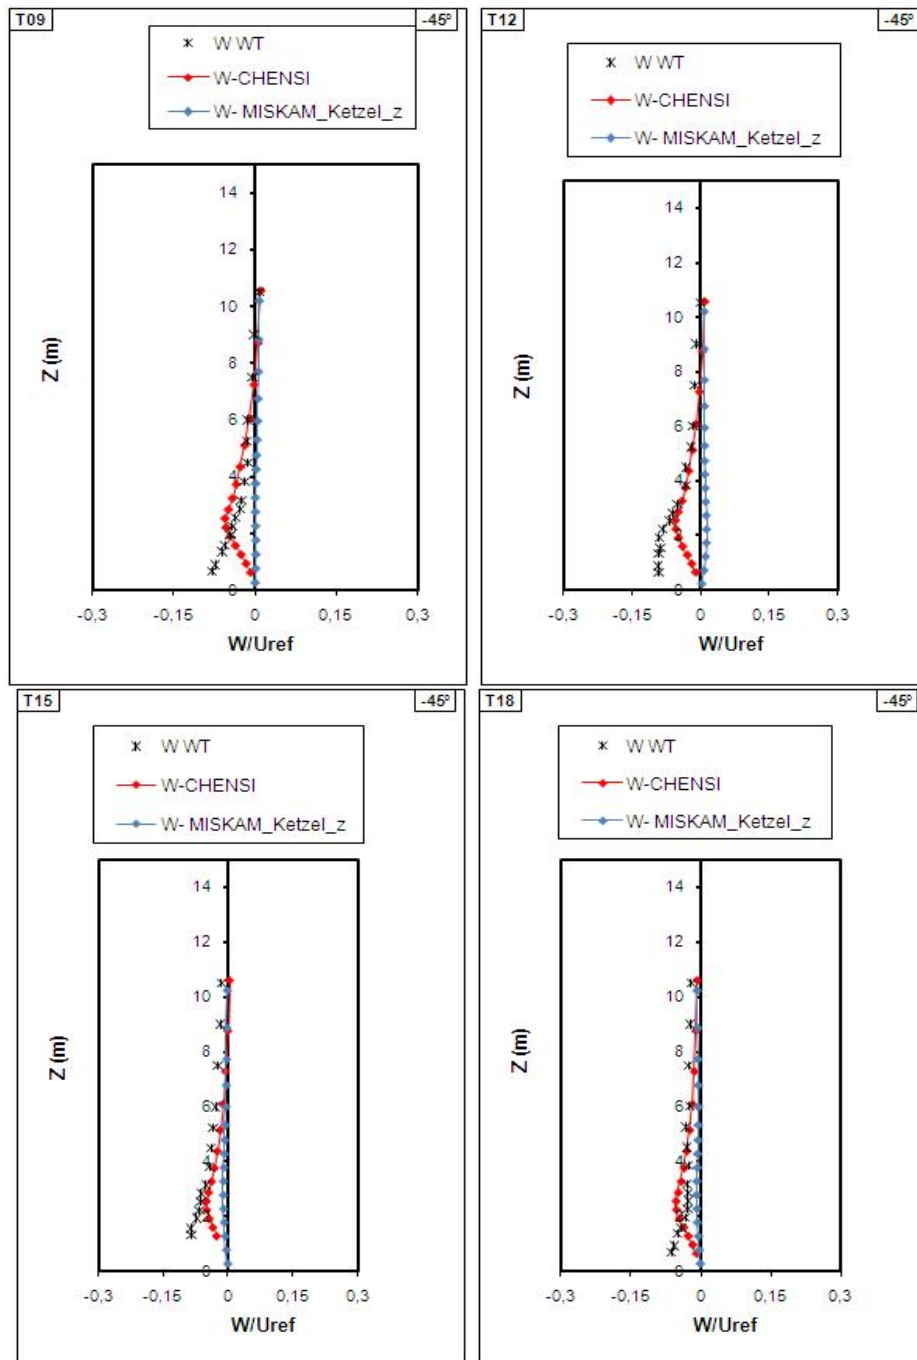 T09
-45º
W WT
W-CHENSI
W- MISKAM_Ketzel_z
14
12
10
8
6
4
2
0
Z (m)
-0,3 -0,15 0 0,15 0,3
W/Uref
T12
-45º
W WT
W-CHENSI
W- MISKAM_Ketzel_z
14
12
10
8
6
4
2
0
Z (m)
-0,3 -0,15 0 0,15 0,3
W/Uref
T15
-45º
W WT
W-CHENSI
W- MISKAM_Ketzel_z
14
12
10
8
6
4
2
0
Z (m)
-0,3 -0,15 0 0,15 0,3
W/Uref
T18
-45º
W WT
W-CHENSI
W- MISKAM_Ketzel_z
14
12
10
8
6
4
2
0
Z (m)
-0,3 -0,15 0 0,15 0,3
W/Uref